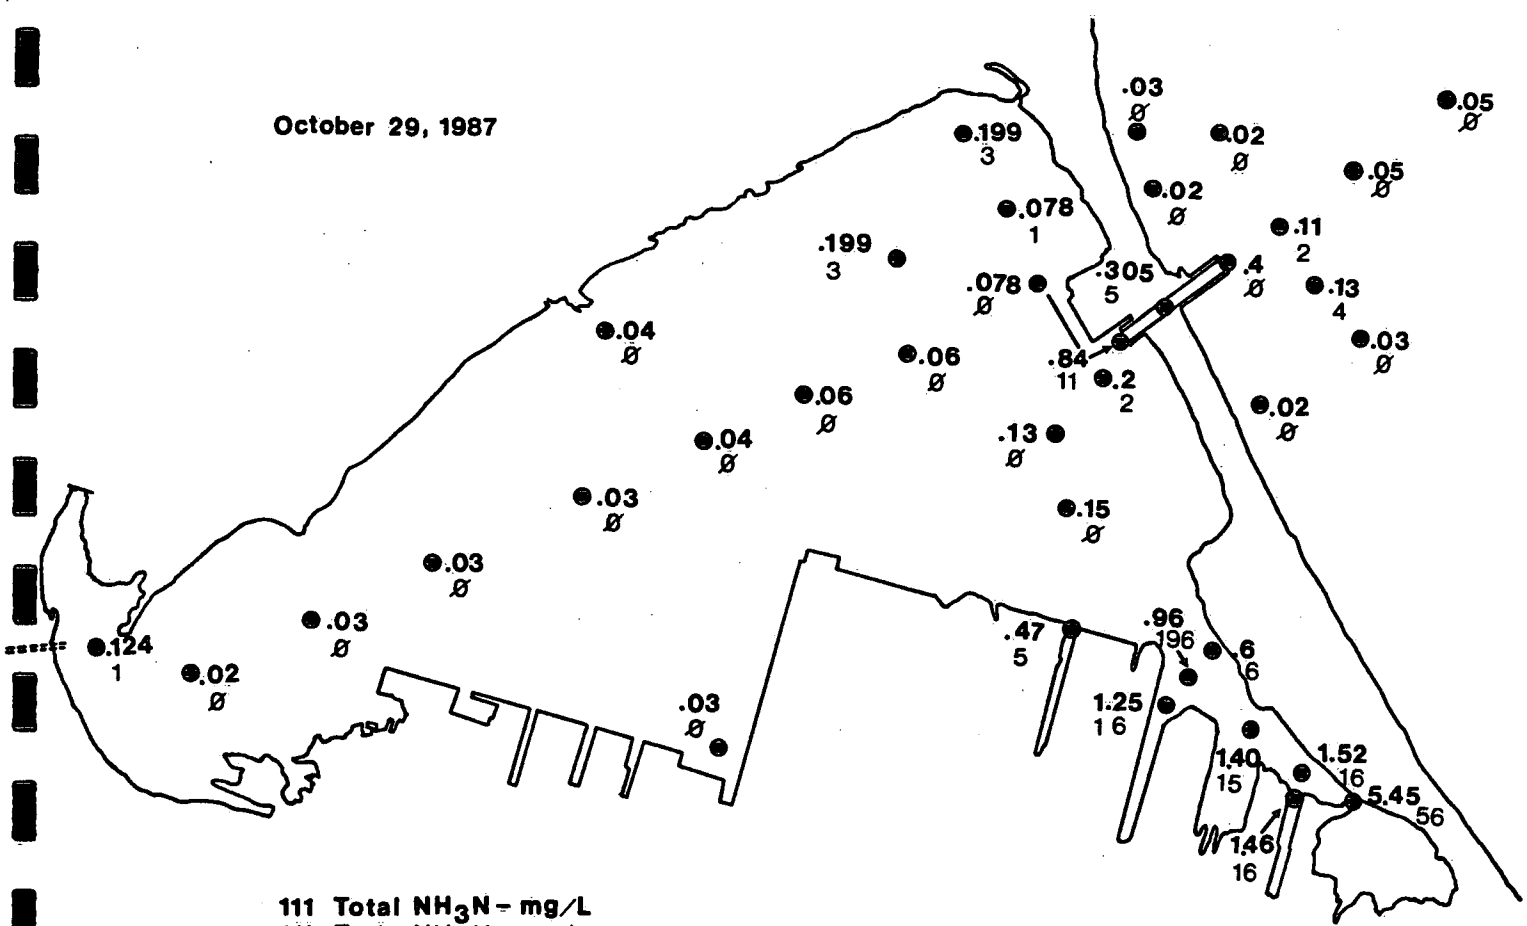 .03
.05
Ø
Ø
October 29, 1987
.199
3
.02
Ø
.05
Ø
.02
Ø
.078
1
.11
2
.199
3
.305
5
.4
Ø
.078
Ø
.13
4
.04
Ø
.03
Ø
.06
Ø
.84
11
.2
2
.06
Ø
.02
Ø
.04
Ø
.13
Ø
.03
Ø
.15
Ø
.03
Ø
.03
Ø
.96
196
.47
5
.124
1
.6
6
.02
Ø
.03
Ø
1.25
16
1.40
15
1.52
16
5.45
56
1.46
16
111 Total NH3N - mg/L